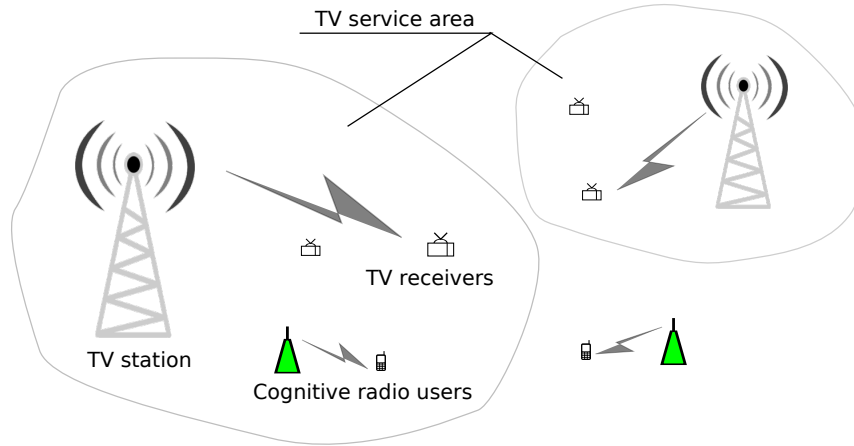 TV service area
TV receivers
TV station
Cognitive radio users